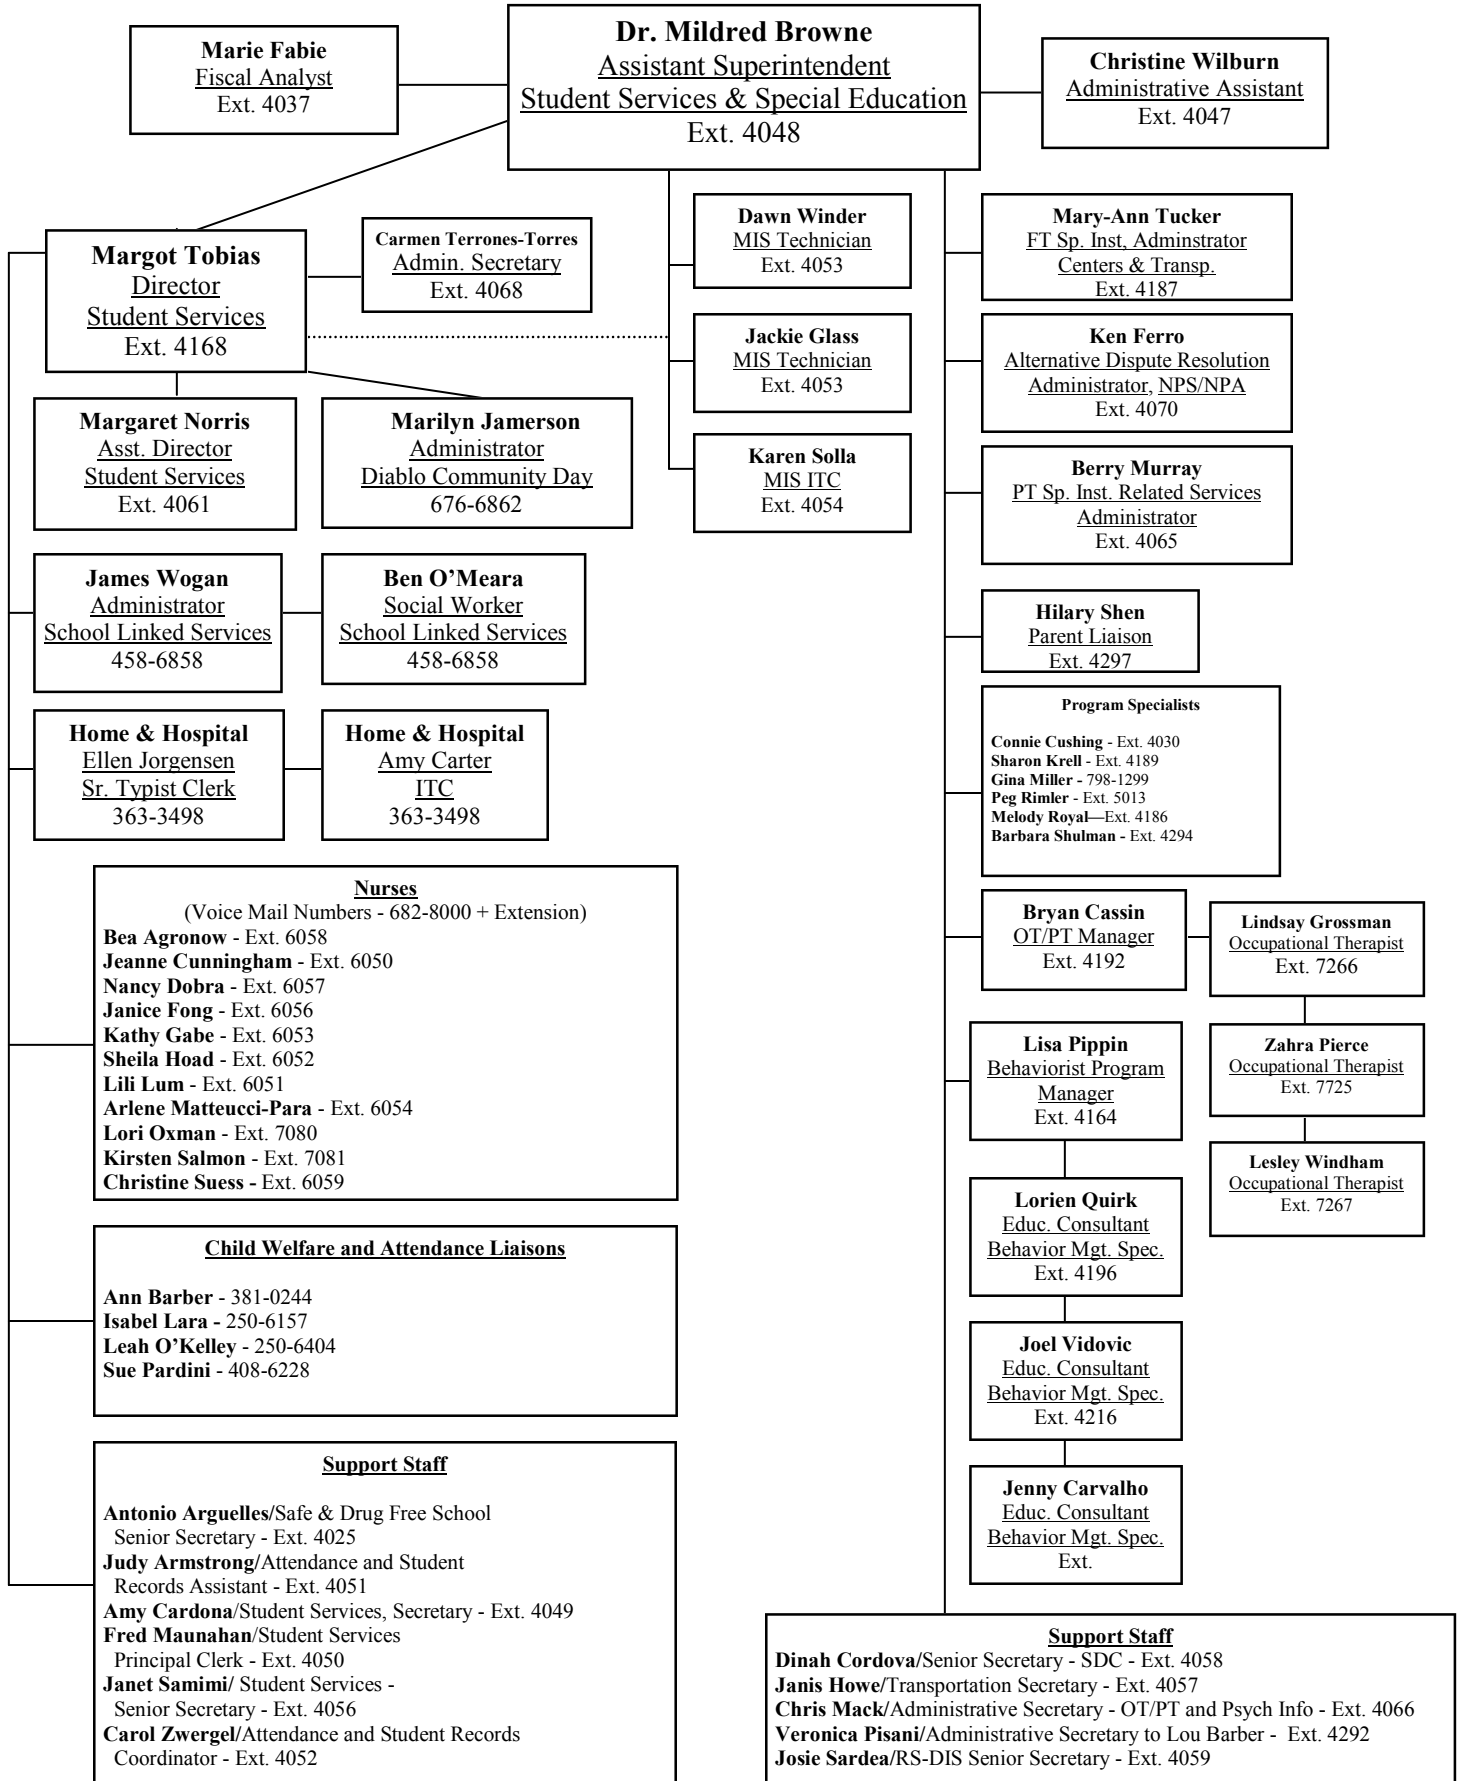 Marie Fabie
Fiscal Analyst
Ext. 4037
Dr. Mildred Browne
Assistant Superintendent
Student Services & Special Education
Ext. 4048
Christine Wilburn
Administrative Assistant
Ext. 4047
Margot Tobias
Director
Student Services
Ext. 4168
Carmen Terrones-Torres
Admin. Secretary
Ext. 4068
Dawn Winder
MIS Technician
Ext. 4053
Mary-Ann Tucker
FT Sp. Inst, Adminstrator
Centers & Transp.
Ext. 4187
Jackie Glass
MIS Technician
Ext. 4053
Ken Ferro
Alternative Dispute Resolution
Administrator, NPS/NPA
Ext. 4070
Margaret Norris
Asst. Director
Student Services
Ext. 4061
Marilyn Jamerson
Administrator
Diablo Community Day
676-6862
Karen Solla
MIS ITC
Ext. 4054
Berry Murray
PT Sp. Inst. Related Services
Administrator
Ext. 4065
James Wogan
Administrator
School Linked Services
458-6858
Ben O’Meara
Social Worker
School Linked Services
458-6858
Hilary Shen
Parent Liaison
Ext. 4297
Home & Hospital
Ellen Jorgensen
Sr. Typist Clerk
363-3498
Home & Hospital
Amy Carter
ITC
363-3498
Program Specialists
Connie Cushing - Ext. 4030
Sharon Krell - Ext. 4189
Gina Miller - 798-1299
Peg Rimler - Ext. 5013
Melody Royal—Ext. 4186
Barbara Shulman - Ext. 4294
Nurses
(Voice Mail Numbers - 682-8000 + Extension)
Bea Agronow - Ext. 6058
Jeanne Cunningham - Ext. 6050
Nancy Dobra - Ext. 6057
Janice Fong - Ext. 6056
Kathy Gabe - Ext. 6053
Sheila Hoad - Ext. 6052
Lili Lum - Ext. 6051
Arlene Matteucci-Para - Ext. 6054
Lori Oxman - Ext. 7080
Kirsten Salmon - Ext. 7081
Christine Suess - Ext. 6059
Bryan Cassin
OT/PT Manager
Ext. 4192
Lindsay Grossman
Occupational Therapist
Ext. 7266
Lisa Pippin
Behaviorist Program
Manager
Ext. 4164
Zahra Pierce
Occupational Therapist
Ext. 7725
Lesley Windham
Occupational Therapist
Ext. 7267
Lorien Quirk
Educ. Consultant
Behavior Mgt. Spec.
Ext. 4196
Child Welfare and Attendance Liaisons
Ann Barber - 381-0244
Isabel Lara - 250-6157
Leah O’Kelley - 250-6404
Sue Pardini - 408-6228
Joel Vidovic
Educ. Consultant
Behavior Mgt. Spec.
Ext. 4216
Jenny Carvalho
Educ. Consultant
Behavior Mgt. Spec.
Ext.
Support Staff
Antonio Arguelles/Safe & Drug Free School
Senior Secretary - Ext. 4025
Judy Armstrong/Attendance and Student
Records Assistant - Ext. 4051
Amy Cardona/Student Services, Secretary - Ext. 4049
Fred Maunahan/Student Services
Principal Clerk - Ext. 4050
Janet Samimi/ Student Services -
Senior Secretary - Ext. 4056
Carol Zwergel/Attendance and Student Records
Coordinator - Ext. 4052
Support Staff
Dinah Cordova/Senior Secretary - SDC - Ext. 4058
Janis Howe/Transportation Secretary - Ext. 4057
Chris Mack/Administrative Secretary - OT/PT and Psych Info - Ext. 4066
Veronica Pisani/Administrative Secretary to Lou Barber - Ext. 4292
Josie Sardea/RS-DIS Senior Secretary - Ext. 4059